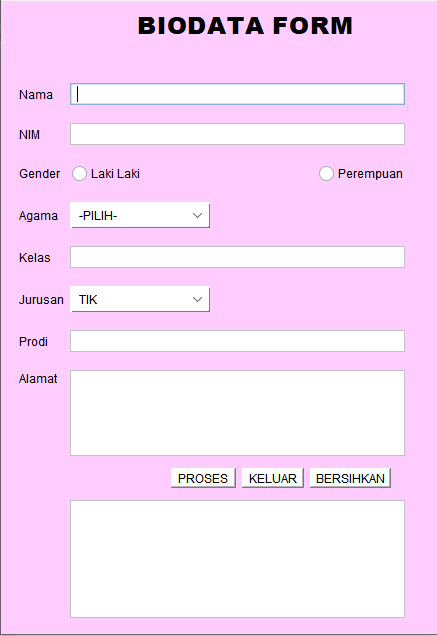 BIODATA FORM
Nama
NIM
Gender Laki Laki Perempuan
Agama -PILIH-
Kelas
Jurusan TIK
Prodi
Alamat
PROSES KELUAR BERSIHKAN